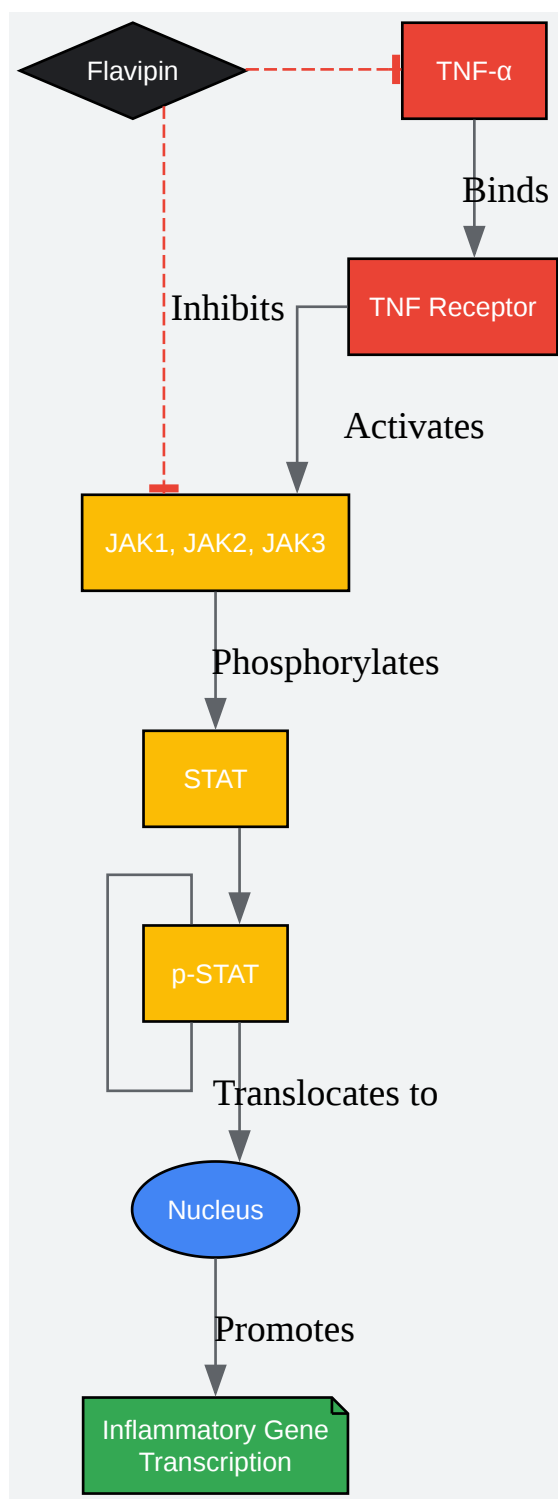 Flavipin
TNF-α
Binds
TNF Receptor
Inhibits
Activates
JAK1, JAK2, JAK3
Phosphorylates
STAT
p-STAT
Translocates to
Nucleus
Promotes
Inflammatory Gene
Transcription